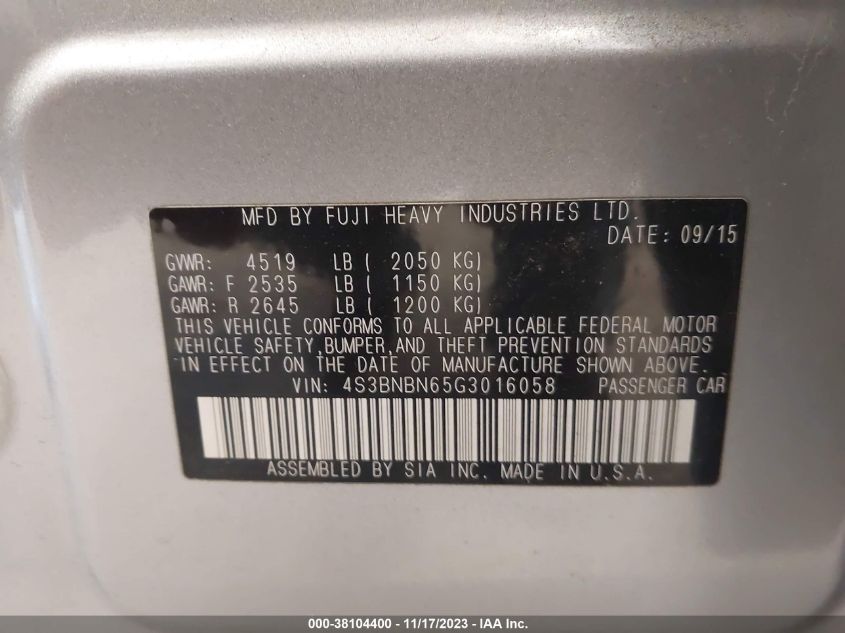 MFD BY FUJI HEAVY INDUSTRIES LTD.
DATE: 09/15
GVWR: 4519 LB ( 2050 KG)
GAWR: F 2535 LB ( 1150 KG)
GAWR: R 2645 LB ( 1200 KG)
THIS VEHICLE CONFORMS TO ALL APPLICABLE FEDERAL MOTOR
VEHICLE SAFETY,BUMPER,AND THEFT PREVENTION STANDARDS
IN EFFECT ON THE DATE OF MANUFACTURE SHOWN ABOVE.
VIN: 4S3BNBN65G3016058 PASSENGER CAR
ASSEMBLED BY SIA INC. MADE IN U.S.A.
000-38104400 - 11/17/2023 - IAA Inc.